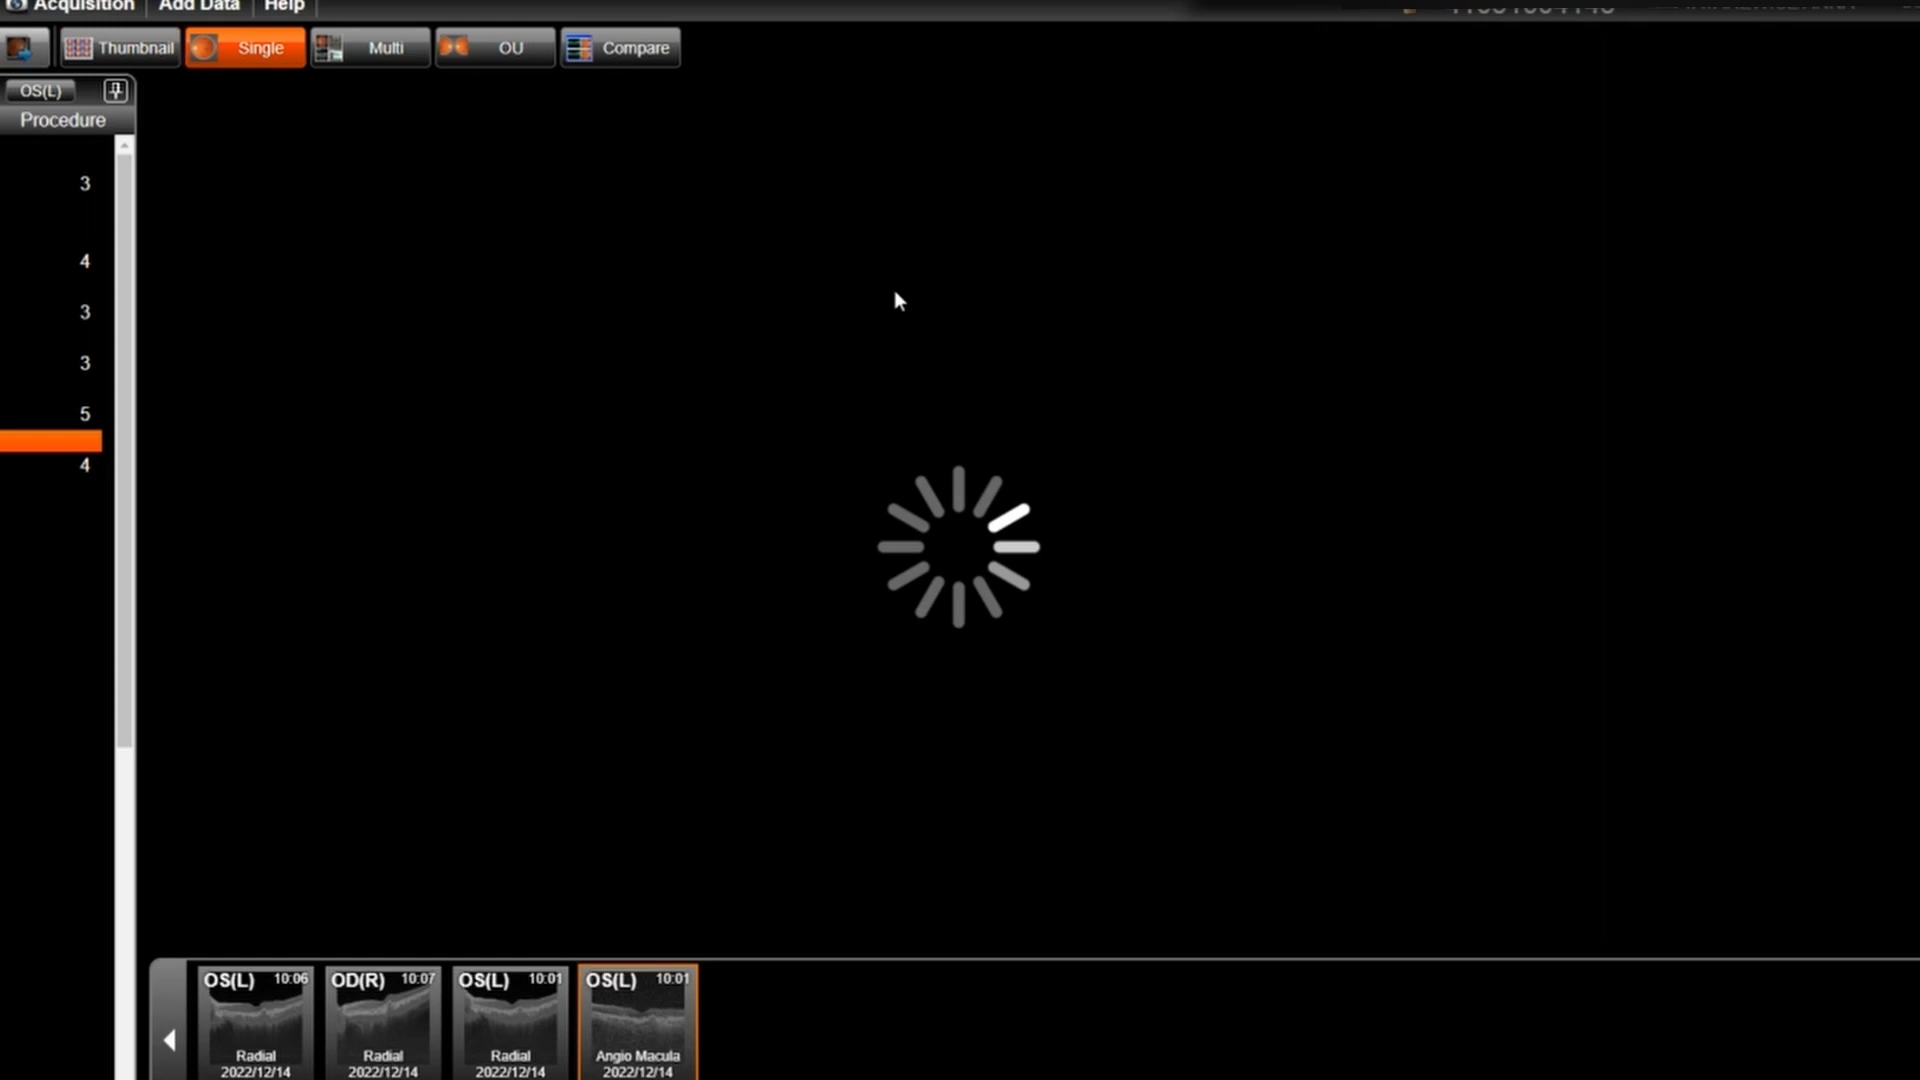 Acquisition Add Data Help
Thumbnail Single Multi OU Compare
OS(L)
Procedure
3
4
3
3
5
4
OS(L) 10:06
Radial
2022/12/14
OD(R) 10:07
Radial
2022/12/14
OS(L) 10:01
Radial
2022/12/14
OS(L) 10:01
Angio Macula
2022/12/14